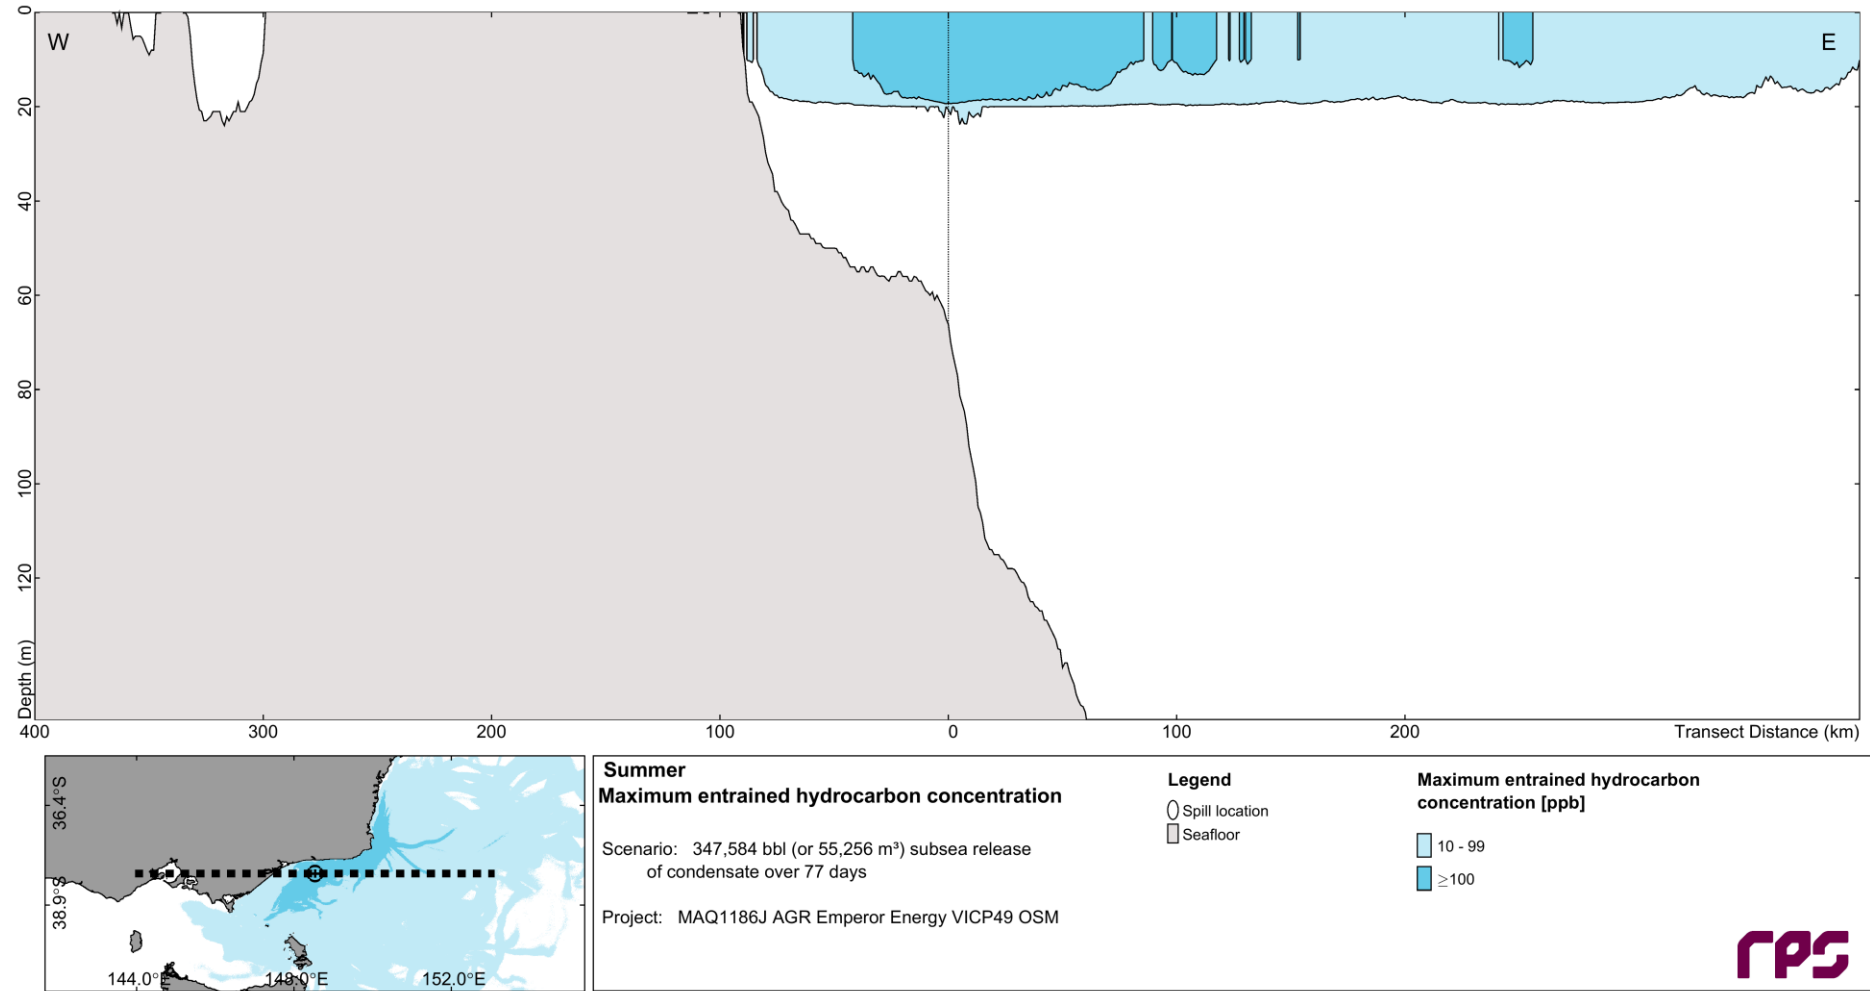 W
E
0
20
40
60
80
100
120
Depth (m)
400
300
200
100
0
100
200
Transect Distance (km)
36.4°S
38.9°S
144.0°E
148.0°E
152.0°E
Summer
Maximum entrained hydrocarbon concentration
Scenario: 347,584 bbl (or 55,256 m³) subsea release
of condensate over 77 days
Project: MAQ1186J AGR Emperor Energy VICP49 OSM
Legend
Spill location
Seafloor
Maximum entrained hydrocarbon
concentration [ppb]
10 - 99
≥100
rps